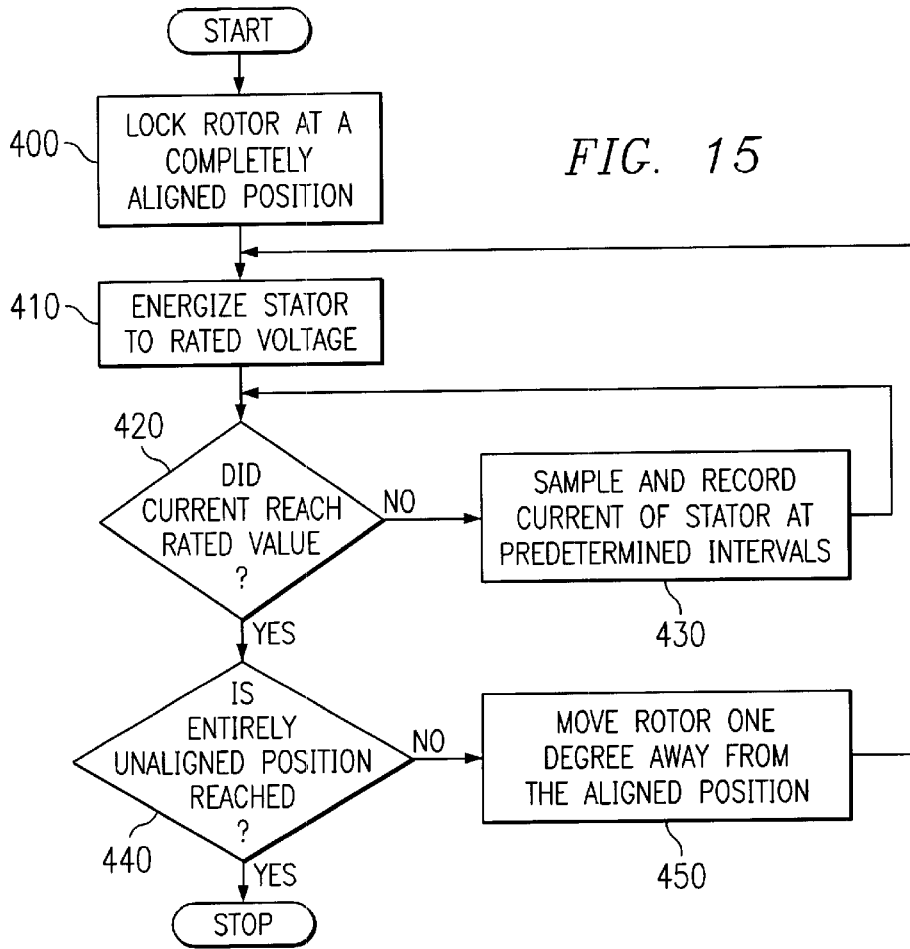 START
400
LOCK ROTOR AT A
COMPLETELY
ALIGNED POSITION
FIG. 15
410
ENERGIZE STATOR
TO RATED VOLTAGE
420
DID
CURRENT REACH
RATED VALUE
?
NO
SAMPLE AND RECORD
CURRENT OF STATOR AT
PREDETERMINED INTERVALS
430
YES
IS
ENTIRELY
UNALIGNED POSITION
REACHED
?
NO
440
MOVE ROTOR ONE
DEGREE AWAY FROM
THE ALIGNED POSITION
450
YES
STOP